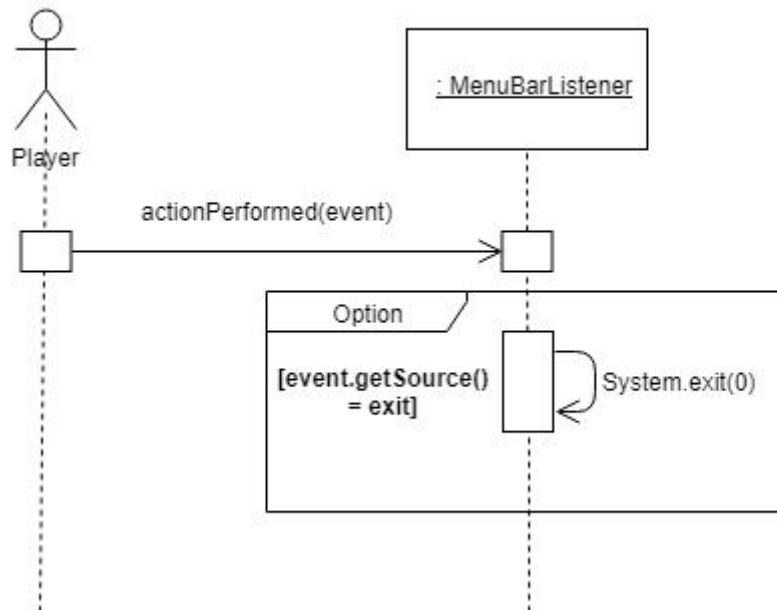 : MenuBarListener
Player
actionPerformed(event)
Option
[event.getSource()
= exit]
System.exit(0)